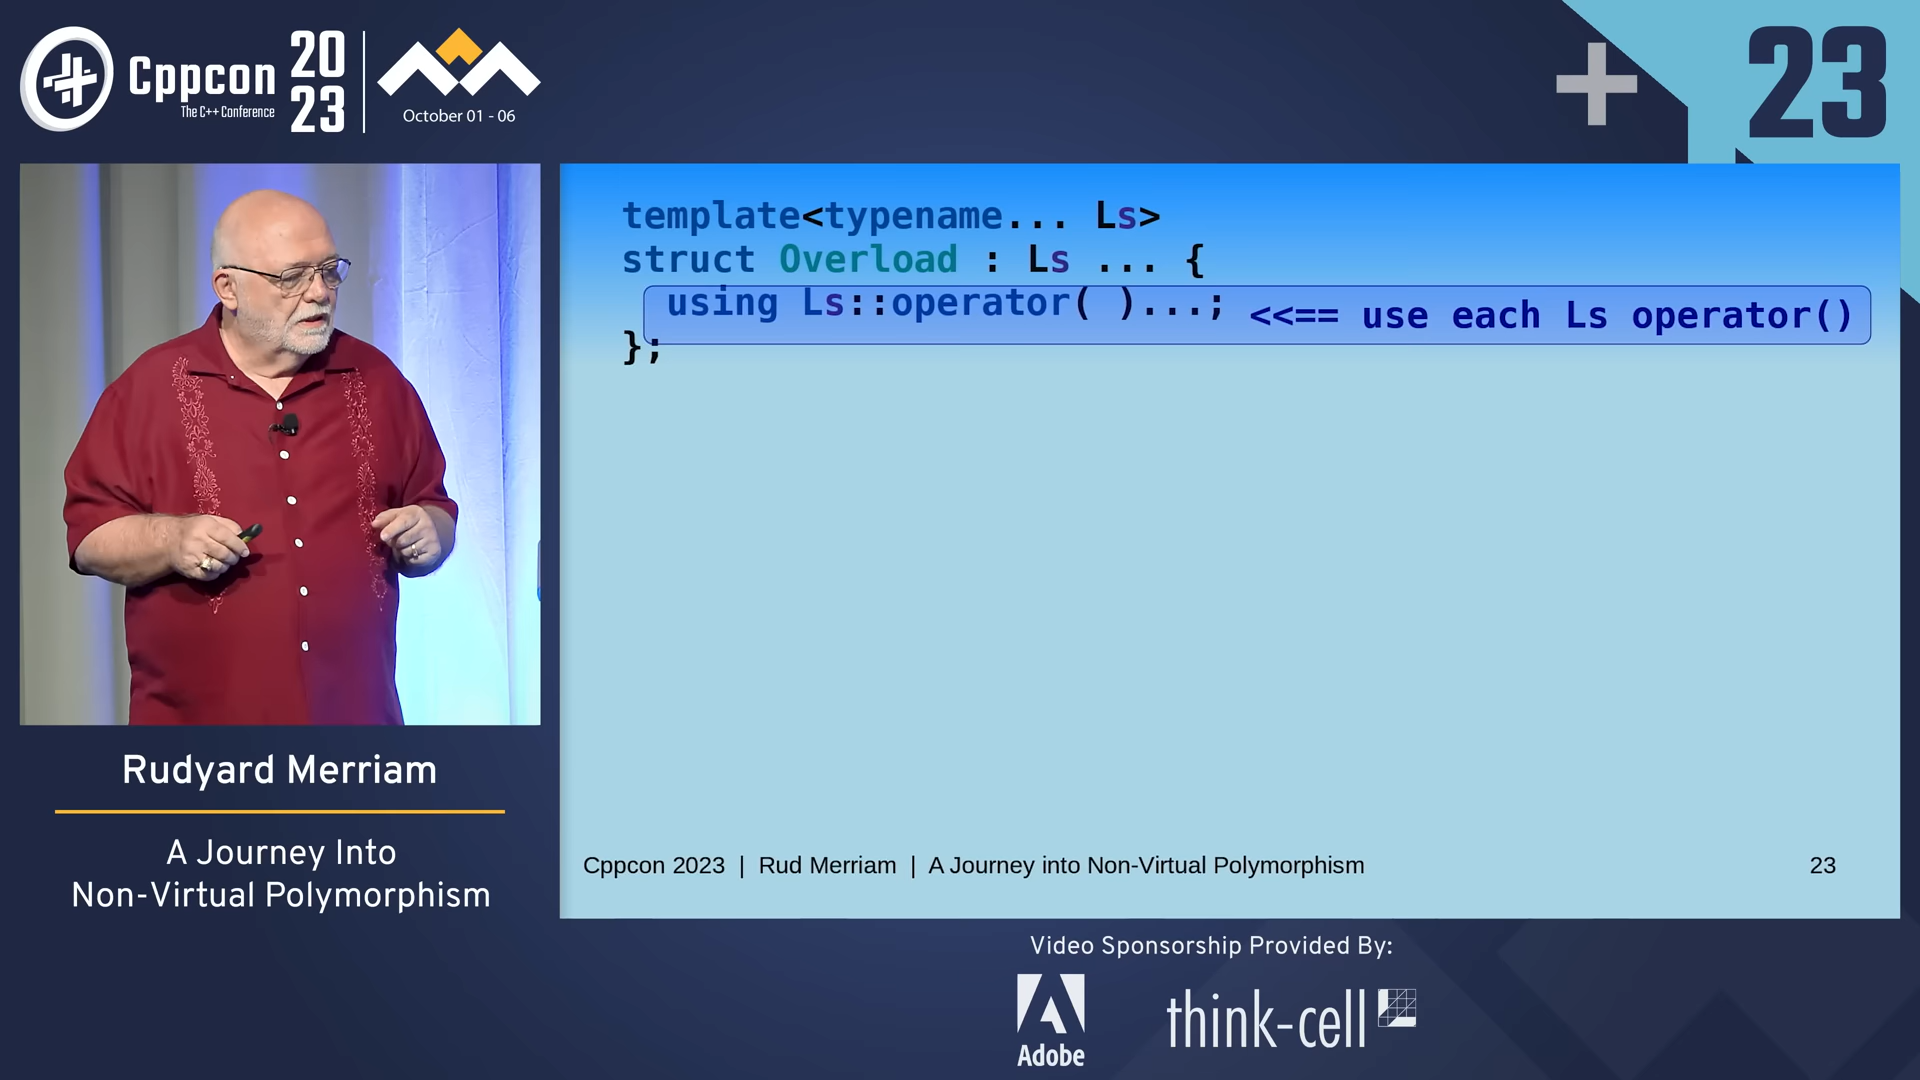 Cppcon
The C++ Conference
20
23
October 01 - 06
+ 23
template<typename... Ls>
struct Overload : Ls ... {
using Ls::operator( )...; <<== use each Ls operator()
};
Cppcon 2023 | Rud Merriam | A Journey into Non-Virtual Polymorphism 23
Rudyard Merriam
A Journey Into
Non-Virtual Polymorphism
Video Sponsorship Provided By:
Adobe
think-cell